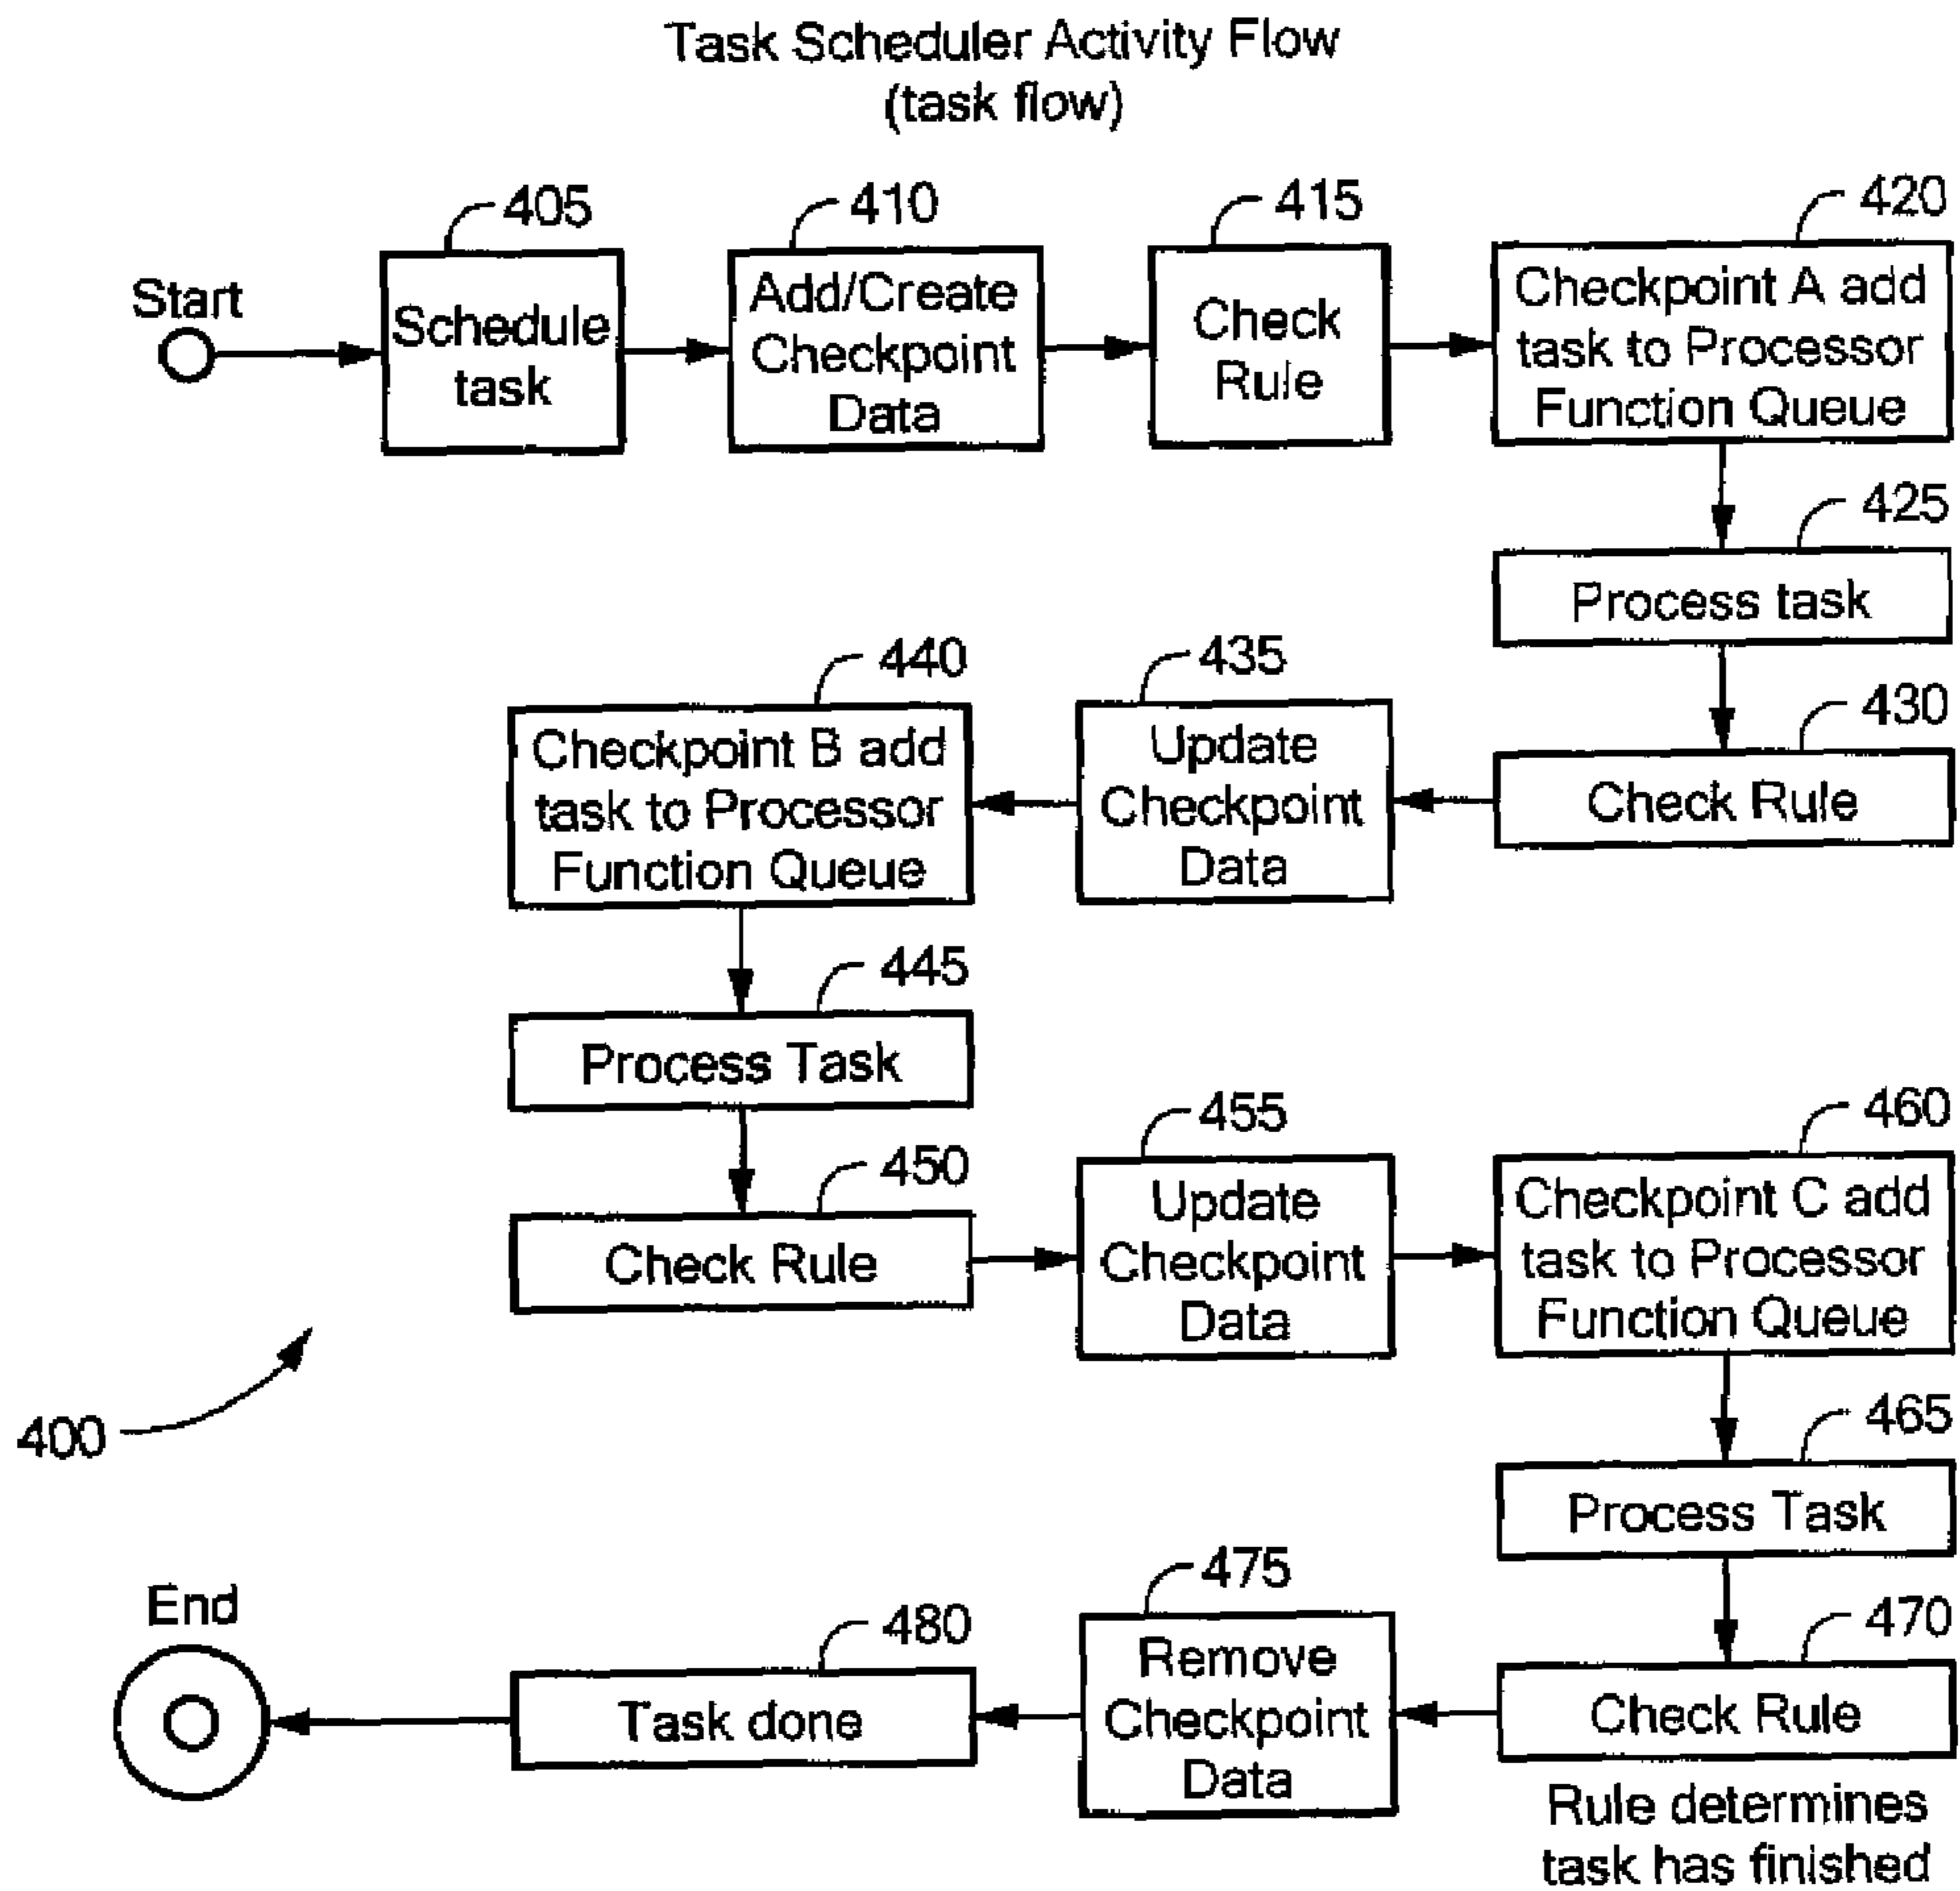 Task Scheduler Activity Flow
(task flow)
405
410
415
420
Start
Schedule
task
Add/Create
Checkpoint
Data
Check
Rule
Checkpoint A add
task to Processor
Function Queue
425
Process task
430
Check Rule
435
Update
Checkpoint
Data
440
Checkpoint B add
task to Processor
Function Queue
445
Process Task
450
Check Rule
455
Update
Checkpoint
Data
460
Checkpoint C add
task to Processor
Function Queue
400
465
Process Task
470
Check Rule
Rule determines
task has finished
475
Remove
Checkpoint
Data
480
Task done
End